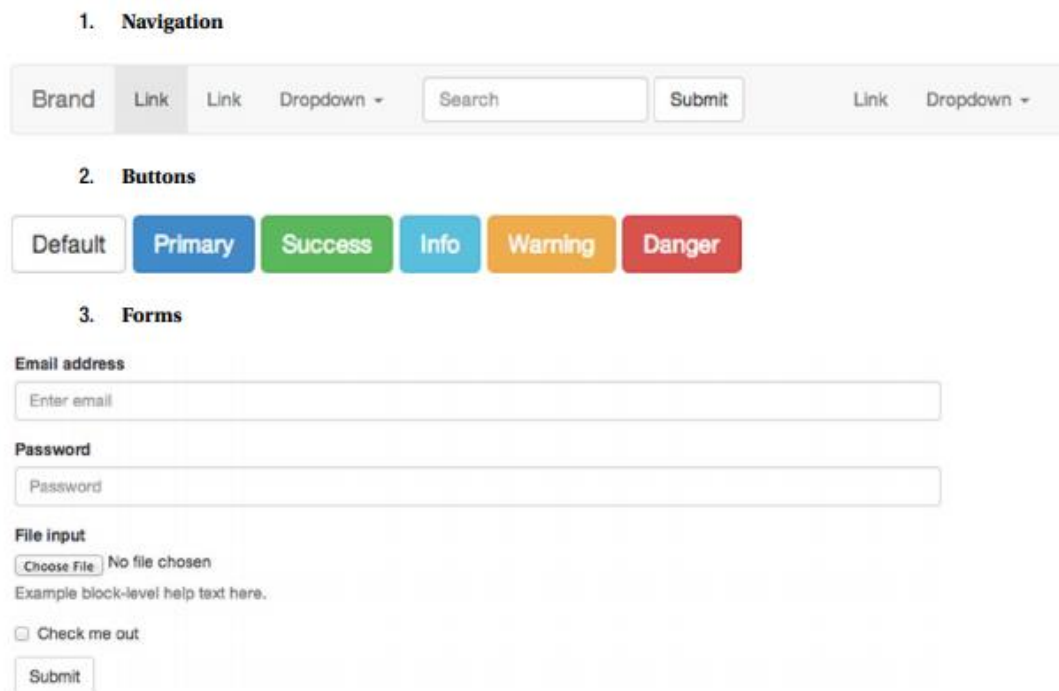 1. Navigation
Brand Link Link Dropdown Search Submit Link Dropdown
2. Buttons
Default Primary Success Info Warning Danger
3. Forms
Email address
Enter email
Password
Password
File input
Choose File No file chosen
Example block-level help text here.
Check me out
Submit